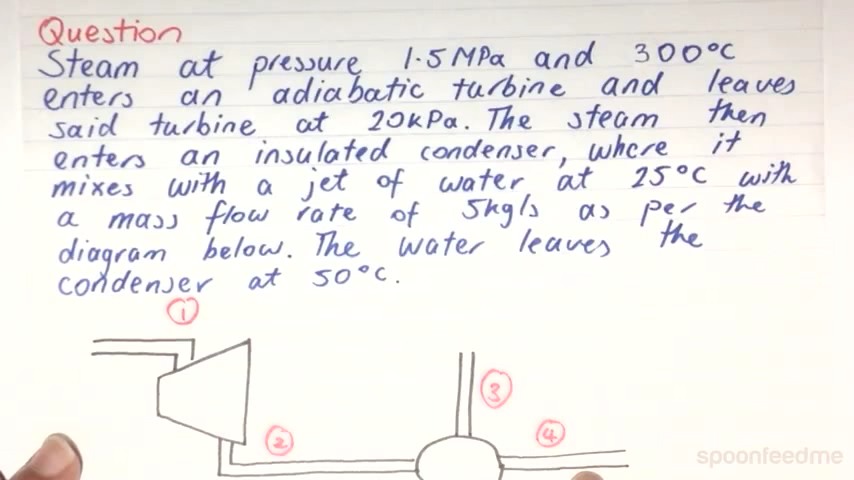 Question
Steam at pressure 1.5MPa and 300°C
enters an adiabatic turbine and leaves
said turbine at 20kPa. The steam then
enters an insulated condenser, where it
mixes with a jet of water at 25°C with
a mass flow rate of 5kg/s as per the
diagram below. The water leaves the
condenser at 50°C.
1
3
2
4
spoonfeedme